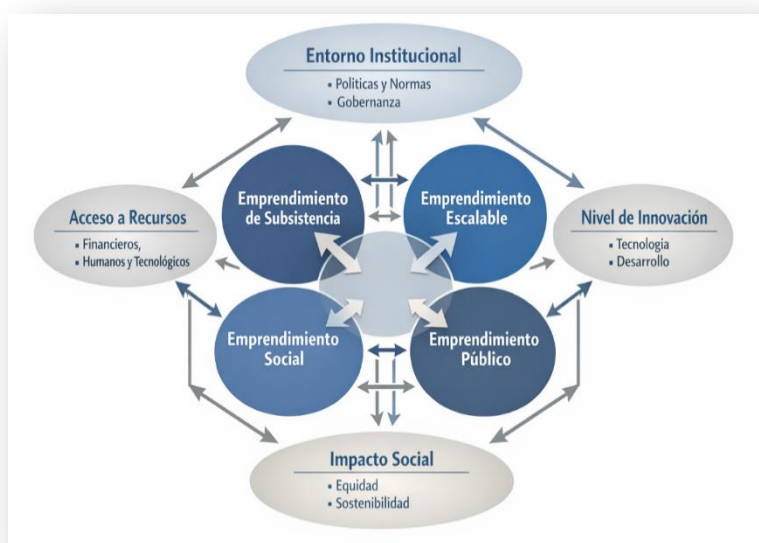 Entorno Institucional
▪ Politicas y Normas
▪ Gobernanza
Emprendimiento
de Subsistencia
Emprendimiento
Escalable
Acceso a Recursos
▪ Financieros,
▪ Humanos y Tecnológicos
Nivel de Innovación
▪ Tecnologia
▪ Desarrollo
Emprendimiento
Social
Emprendimiento
Público
Impacto Social
▪ Equidad
▪ Sostenibilidad